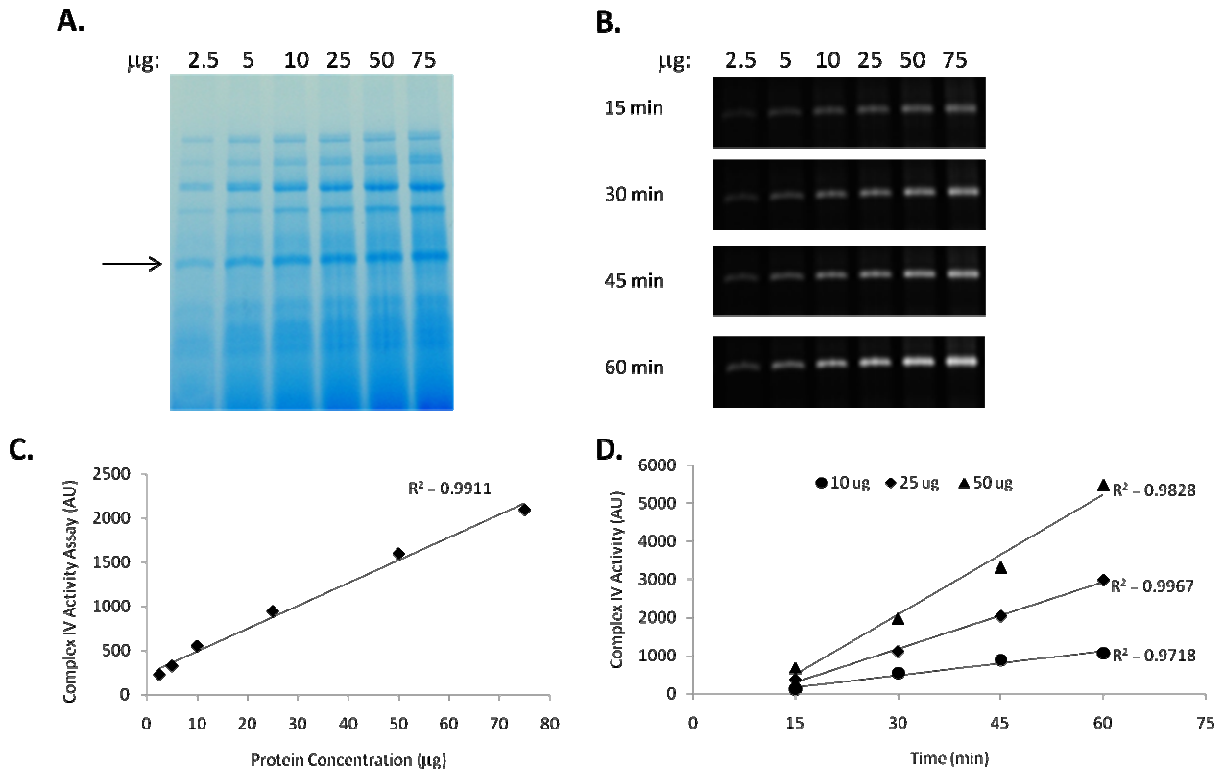 A.
µg: 2.5 5 10 25 50 75
B.
µg: 2.5 5 10 25 50 75
15 min
30 min
45 min
60 min
C.
Complex IV Activity Assay (AU)
2500
2000
1500
1000
500
0
R² – 0.9911
0 10 20 30 40 50 60 70 80
Protein Concentration (µg)
D.
Complex IV Activity (AU)
6000
5000
4000
3000
2000
1000
0
10 ug 25 ug 50 ug
R² – 0.9828
R² – 0.9967
R² – 0.9718
0 15 30 45 60 75
Time (min)